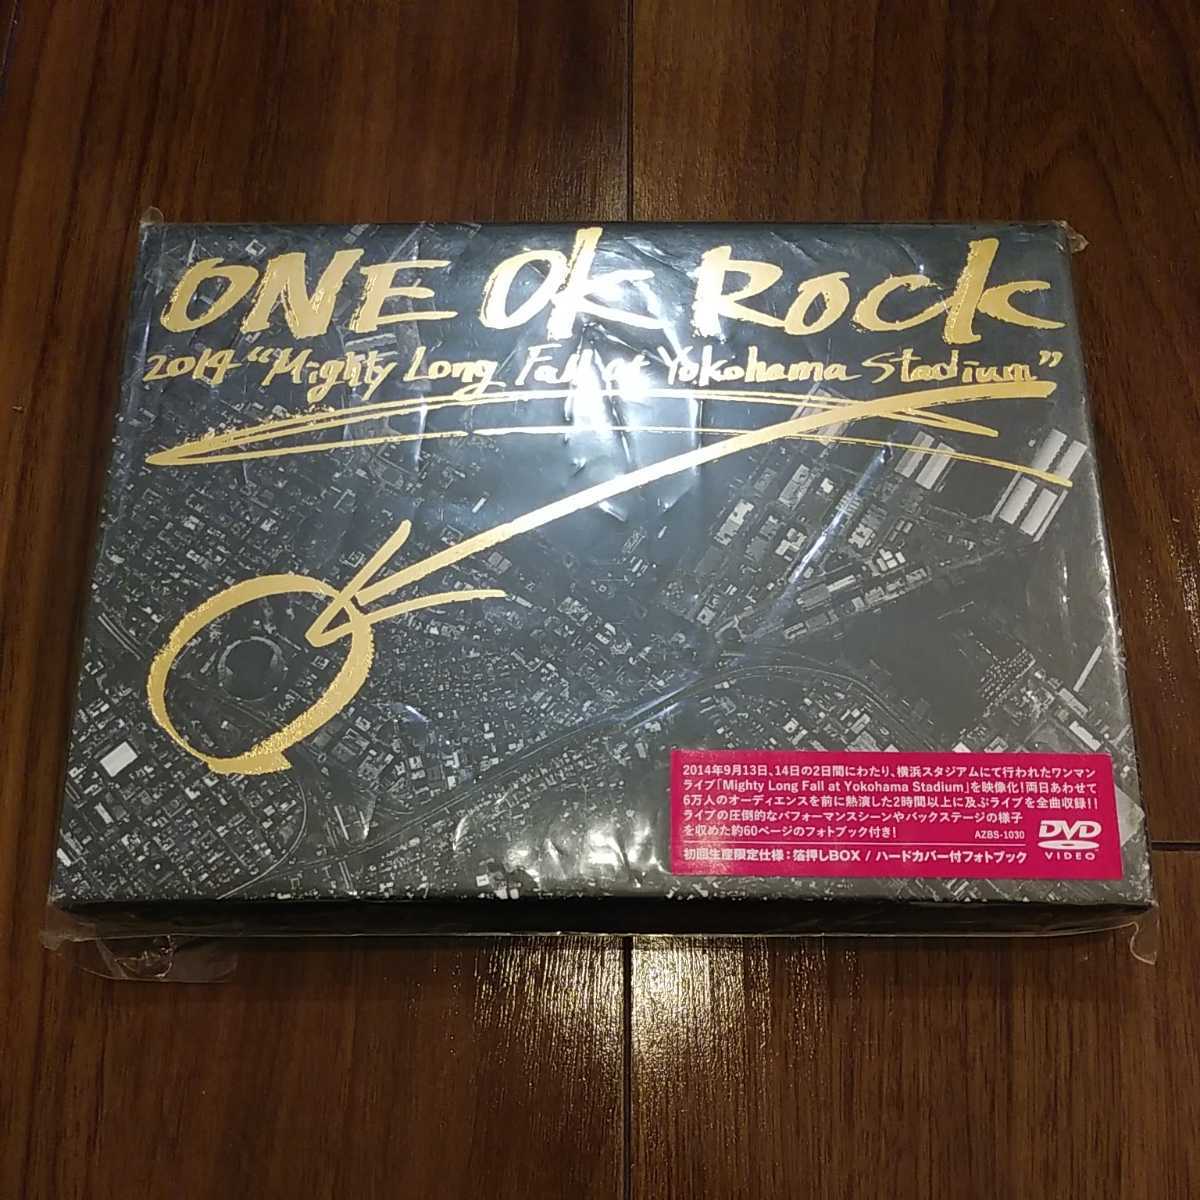 ONE OK ROCK
2014 “Mighty Long Fall at Yokohama Stadium”
2014年9月13日、14日の2日間にわたり、横浜スタジアムにて行われたワンマン
ライブ「Mighty Long Fall at Yokohama Stadium」を映像化！両日あわせて
6万人のオーディエンスを前に熱演した2時間以上に及ぶライブを全曲収録！！
ライブの圧倒的なパフォーマンスシーンやバックステージの様子
を収めた約60ページのフォトブック付き！
AZBS-1030
初回生産限定仕様：箔押しBOX / ハードカバー付フォトブック
DVD
VIDEO